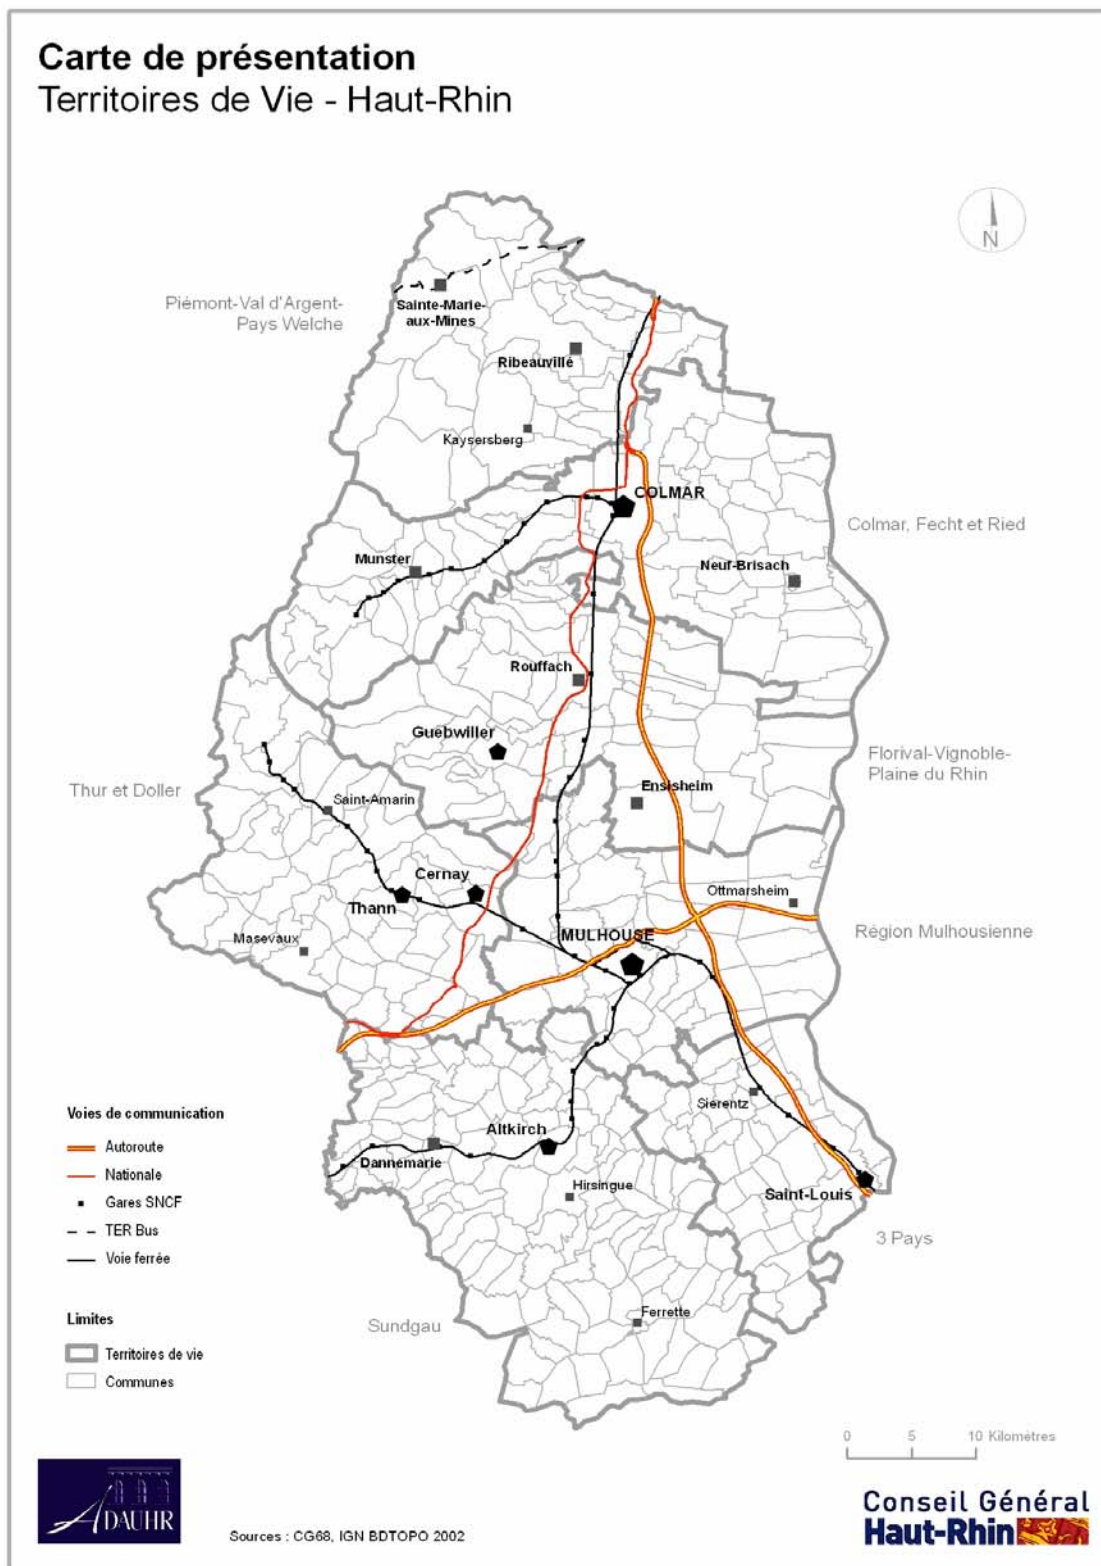 Carte de présentation
Territoires de Vie - Haut-Rhin
N
Piémont-Val d'Argent-
Pays Welche
Sainte-Marie-
aux-Mines
Ribeauvillé
Kaysersberg
COLMAR
Colmar, Fecht et Ried
Munster
Neuf-Brisach
Rouffach
Guebwiller
Florival-Vignoble-
Plaine du Rhin
Thur et Doller
Saint-Amarin
Ensisheim
Cernay
Thann
Ottmarsheim
Masevaux
MULHOUSE
Région Mulhousienne
Sierentz
Voies de communication
Autoroute
Nationale
Gares SNCF
TER Bus
Voie ferrée
Altkirch
Dannemarie
Hirsingue
Saint-Louis
3 Pays
Limites
Territoires de vie
Communes
Sundgau
Ferrette
0 5 10 Kilomètres
ADAUHR
Sources : CG68, IGN BDTOPO 2002
Conseil Général
Haut-Rhin